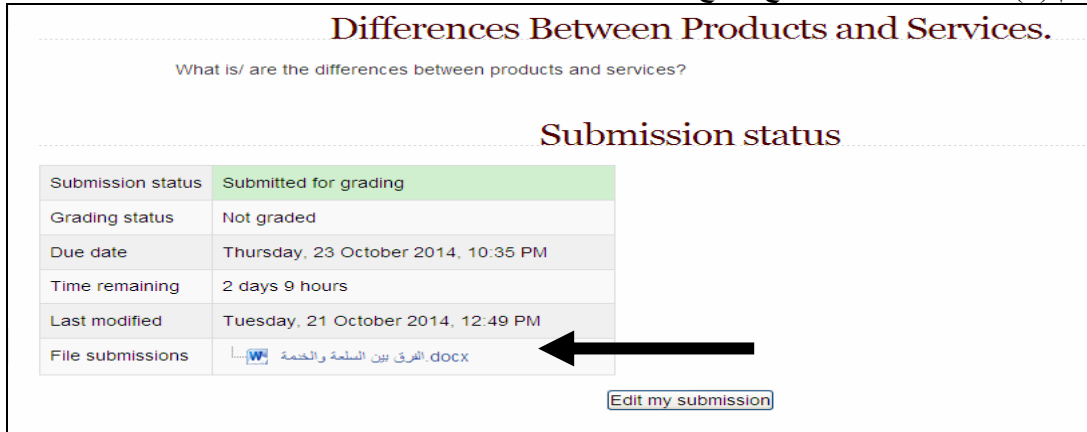 Differences Between Products and Services.
What is/ are the differences between products and services?
Submission status
Submission status Submitted for grading
Grading status Not graded
Due date Thursday, 23 October 2014, 10:35 PM
Time remaining 2 days 9 hours
Last modified Tuesday, 21 October 2014, 12:49 PM
File submissions الفرق بين السلعة والخدمة.docx
Edit my submission